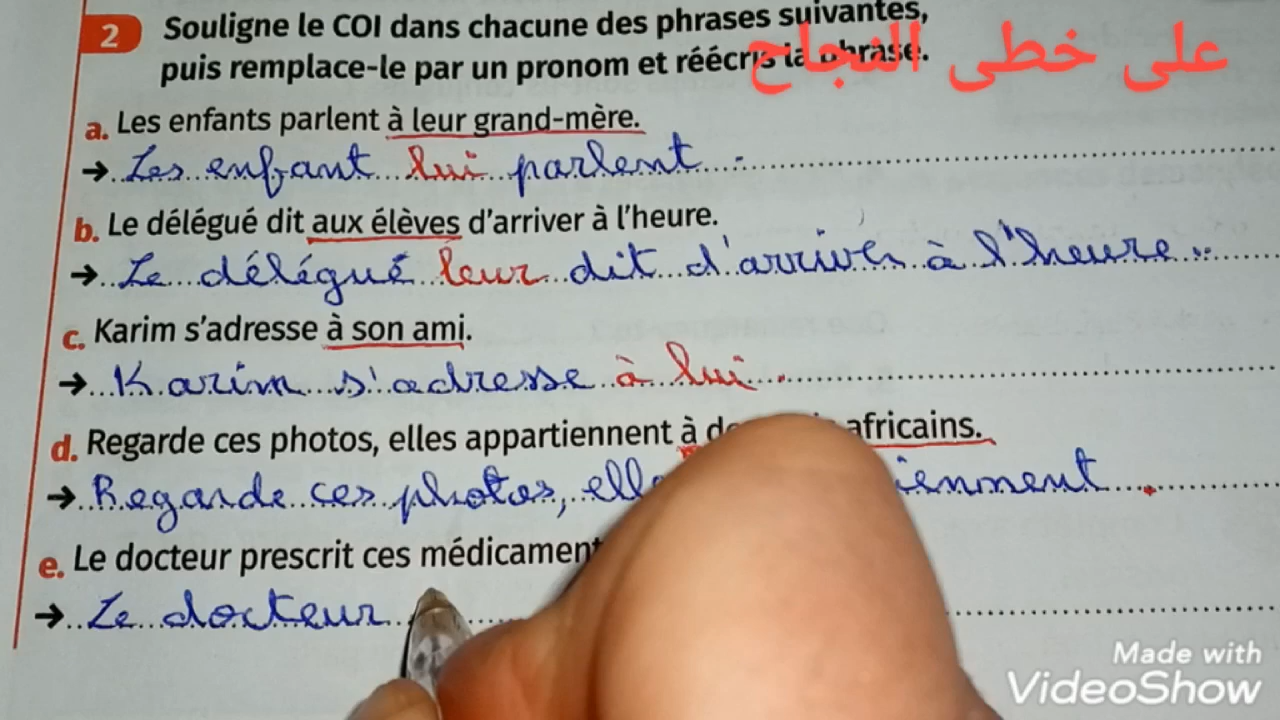 2 Souligne le COI dans chacune des phrases suivantes,
puis remplace-le par un pronom et réécris la phrase.
على خطى النجاح
a. Les enfants parlent à leur grand-mère.
→ Les enfant lui parlent.
b. Le délégué dit aux élèves d'arriver à l'heure.
→ Le délégué leur dit d'arriver à l'heure.
c. Karim s'adresse à son ami.
→ Karim s'adresse à lui.
d. Regarde ces photos, elles appartiennent à africains.
→ Regarde ces photos,
e. Le docteur prescrit ces
→ Le docteur
Made with
VideoShow